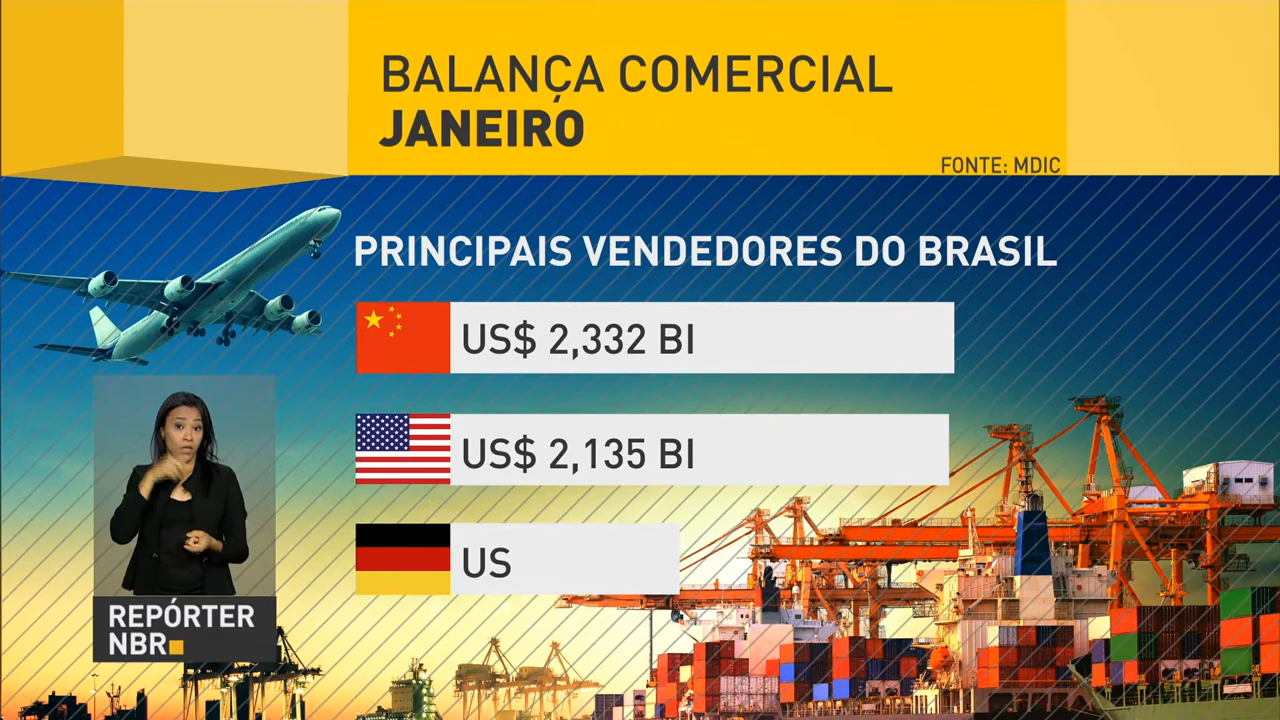 BALANÇA COMERCIAL
JANEIRO
FONTE: MDIC
PRINCIPAIS VENDEDORES DO BRASIL
US$ 2,332 BI
US$ 2,135 BI
US
REPÓRTER
NBR